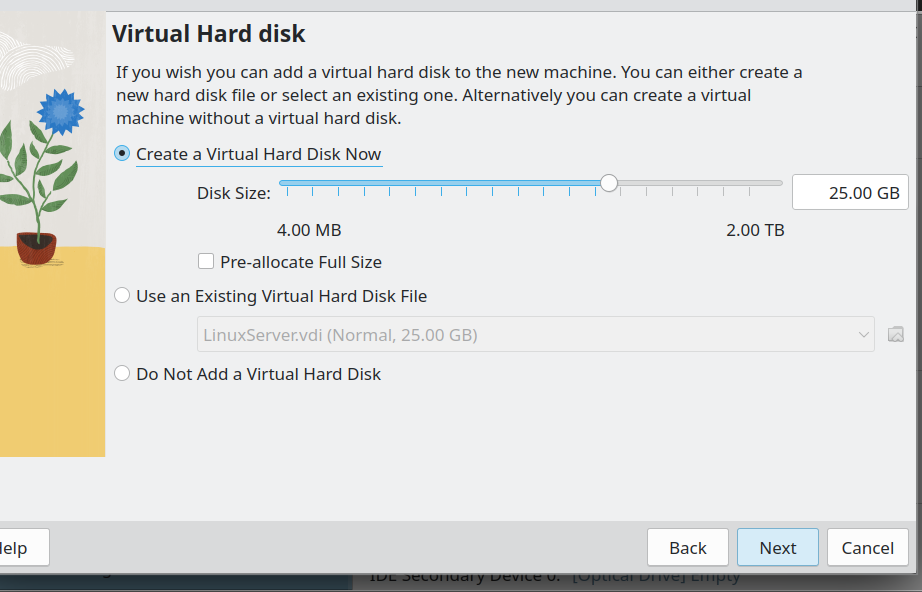 Virtual Hard disk
If you wish you can add a virtual hard disk to the new machine. You can either create a
new hard disk file or select an existing one. Alternatively you can create a virtual
machine without a virtual hard disk.
Create a Virtual Hard Disk Now
Disk Size:
25.00 GB
4.00 MB
2.00 TB
Pre-allocate Full Size
Use an Existing Virtual Hard Disk File
LinuxServer.vdi (Normal, 25.00 GB)
Do Not Add a Virtual Hard Disk
elp
Back
Next
Cancel
IDE Secondary Device 0: [Optical Drive] Empty